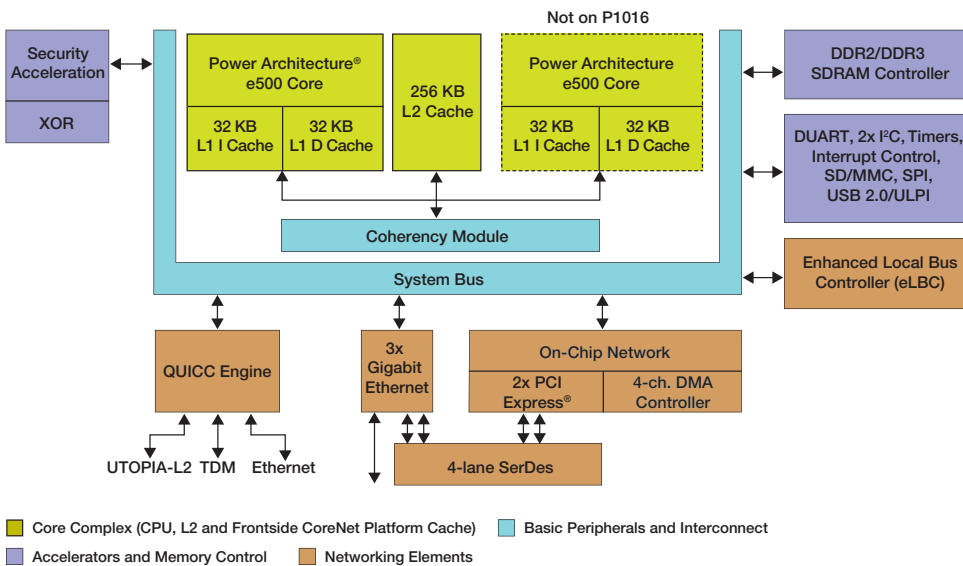 Not on P1016
Security
Acceleration
XOR
Power Architecture®
e500 Core
32 KB
L1 I Cache
32 KB
L1 D Cache
256 KB
L2 Cache
Power Architecture
e500 Core
32 KB
L1 I Cache
32 KB
L1 D Cache
Coherency Module
System Bus
DDR2/DDR3
SDRAM Controller
DUART, 2x I²C, Timers,
Interrupt Control,
SD/MMC, SPI,
USB 2.0/ULPI
Enhanced Local Bus
Controller (eLBC)
QUICC Engine
UTOPIA-L2
TDM
Ethernet
3x
Gigabit
Ethernet
On-Chip Network
2x PCI
Express®
4-ch. DMA
Controller
4-lane SerDes
Core Complex (CPU, L2 and Frontside CoreNet Platform Cache)
Basic Peripherals and Interconnect
Accelerators and Memory Control
Networking Elements